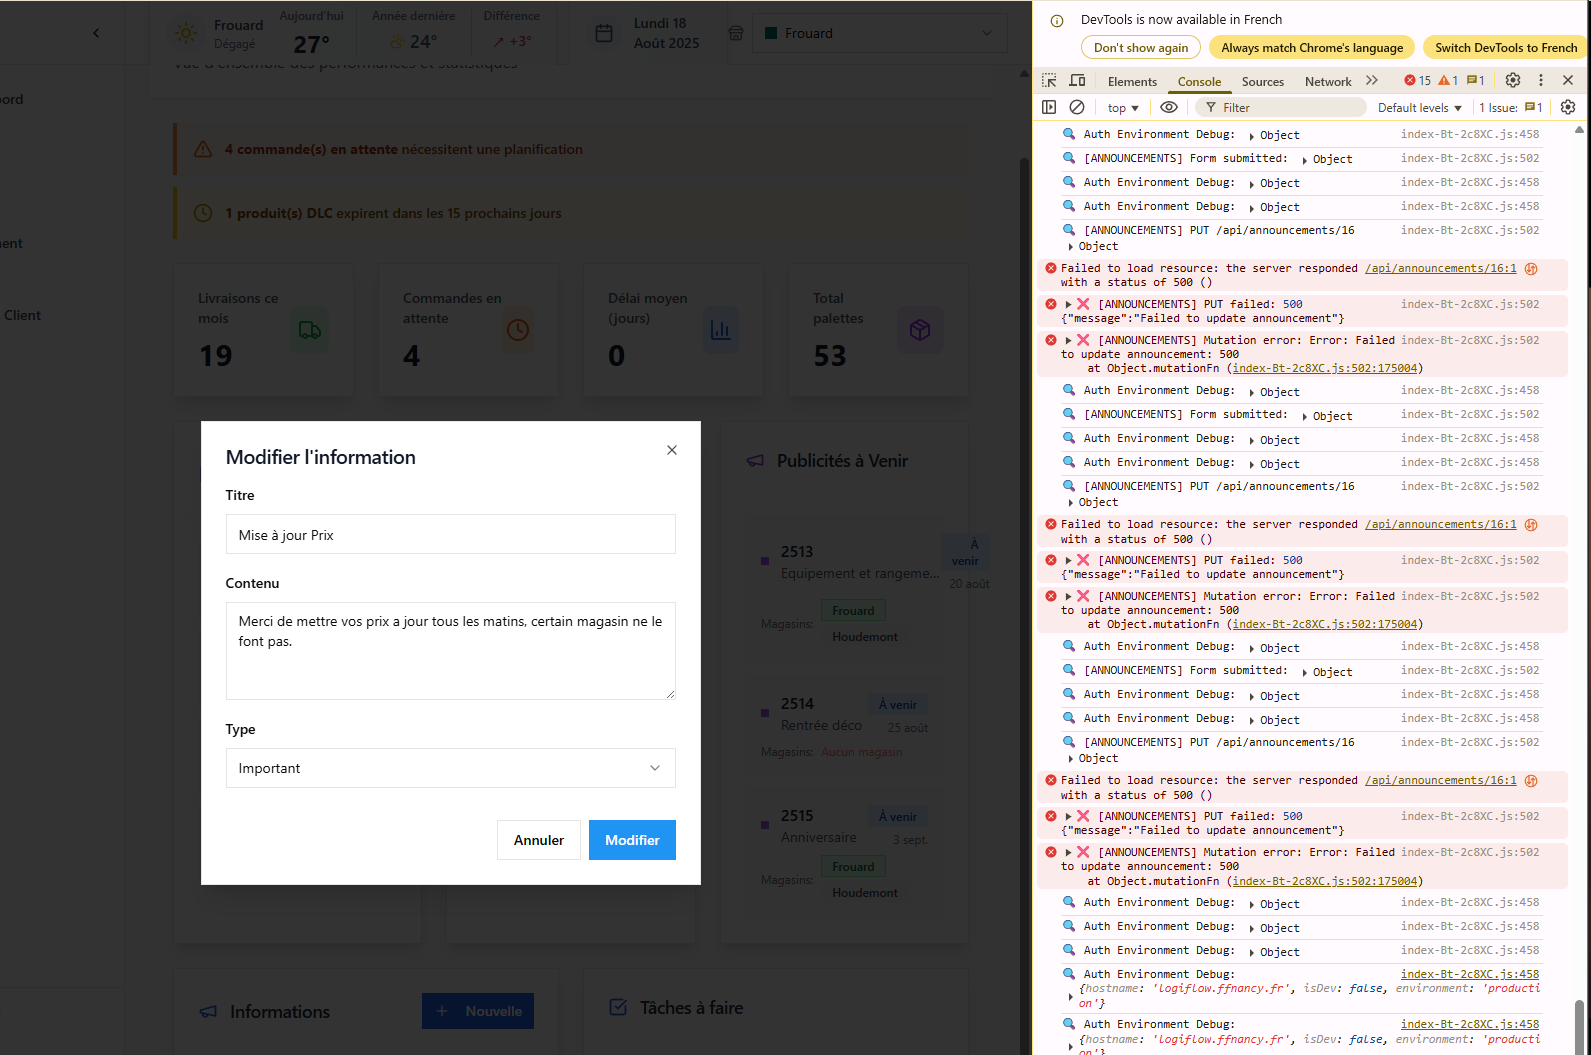 Frouard
Dégagé
Aujourd'hui
27°
Année dernière
24°
Différence
↗ +3°
Lundi 18
Août 2025
Frouard
Vue d'ensemble des performances et statistiques
ord
ent
Client
4 commande(s) en attente nécessitent une planification
1 produit(s) DLC expirent dans les 15 prochains jours
Livraisons ce
mois
19
Commandes en
attente
4
Délai moyen
(jours)
0
Total
palettes
53
Modifier l'information
Titre
Mise à jour Prix
Contenu
Merci de mettre vos prix a jour tous les matins, certain magasin ne le
font pas.
Type
Important
Annuler
Modifier
Publicités à Venir
2513
À
venir
Equipement et rangeme...
20 août
Magasins:
Frouard
Houdemont
2514
À venir
Rentrée déco
25 août
Magasins: Aucun magasin
2515
À venir
Anniversaire
3 sept.
Magasins:
Frouard
Houdemont
Informations
+ Nouvelle
Tâches à faire
DevTools is now available in French
Don't show again
Always match Chrome's language
Switch DevTools to French
Elements
Console
Sources
Network
15
1
1
top
Filter
Default levels
1 Issue:
1
Auth Environment Debug: Object index-Bt-2c8XC.js:458
[ANNOUNCEMENTS] Form submitted: Object index-Bt-2c8XC.js:502
Auth Environment Debug: Object index-Bt-2c8XC.js:458
Auth Environment Debug: Object index-Bt-2c8XC.js:458
[ANNOUNCEMENTS] PUT /api/announcements/16 index-Bt-2c8XC.js:502
Object
Failed to load resource: the server responded /api/announcements/16:1
with a status of 500 ()
[ANNOUNCEMENTS] PUT failed: 500 index-Bt-2c8XC.js:502
{"message":"Failed to update announcement"}
[ANNOUNCEMENTS] Mutation error: Error: Failed index-Bt-2c8XC.js:502
to update announcement: 500
at Object.mutationFn (index-Bt-2c8XC.js:502:175004)
Auth Environment Debug: Object index-Bt-2c8XC.js:458
[ANNOUNCEMENTS] Form submitted: Object index-Bt-2c8XC.js:502
Auth Environment Debug: Object index-Bt-2c8XC.js:458
Auth Environment Debug: Object index-Bt-2c8XC.js:458
[ANNOUNCEMENTS] PUT /api/announcements/16 index-Bt-2c8XC.js:502
Object
Failed to load resource: the server responded /api/announcements/16:1
with a status of 500 ()
[ANNOUNCEMENTS] PUT failed: 500 index-Bt-2c8XC.js:502
{"message":"Failed to update announcement"}
[ANNOUNCEMENTS] Mutation error: Error: Failed index-Bt-2c8XC.js:502
to update announcement: 500
at Object.mutationFn (index-Bt-2c8XC.js:502:175004)
Auth Environment Debug: Object index-Bt-2c8XC.js:458
[ANNOUNCEMENTS] Form submitted: Object index-Bt-2c8XC.js:502
Auth Environment Debug: Object index-Bt-2c8XC.js:458
Auth Environment Debug: Object index-Bt-2c8XC.js:458
[ANNOUNCEMENTS] PUT /api/announcements/16 index-Bt-2c8XC.js:502
Object
Failed to load resource: the server responded /api/announcements/16:1
with a status of 500 ()
[ANNOUNCEMENTS] PUT failed: 500 index-Bt-2c8XC.js:502
{"message":"Failed to update announcement"}
[ANNOUNCEMENTS] Mutation error: Error: Failed index-Bt-2c8XC.js:502
to update announcement: 500
at Object.mutationFn (index-Bt-2c8XC.js:502:175004)
Auth Environment Debug: Object index-Bt-2c8XC.js:458
Auth Environment Debug: Object index-Bt-2c8XC.js:458
Auth Environment Debug: Object index-Bt-2c8XC.js:458
Auth Environment Debug: index-Bt-2c8XC.js:458
{hostname: 'logiflow.ffnancy.fr', isDev: false, environment: 'producti
on'}
Auth Environment Debug: index-Bt-2c8XC.js:458
{hostname: 'logiflow.ffnancy.fr', isDev: false, environment: 'producti
on'}